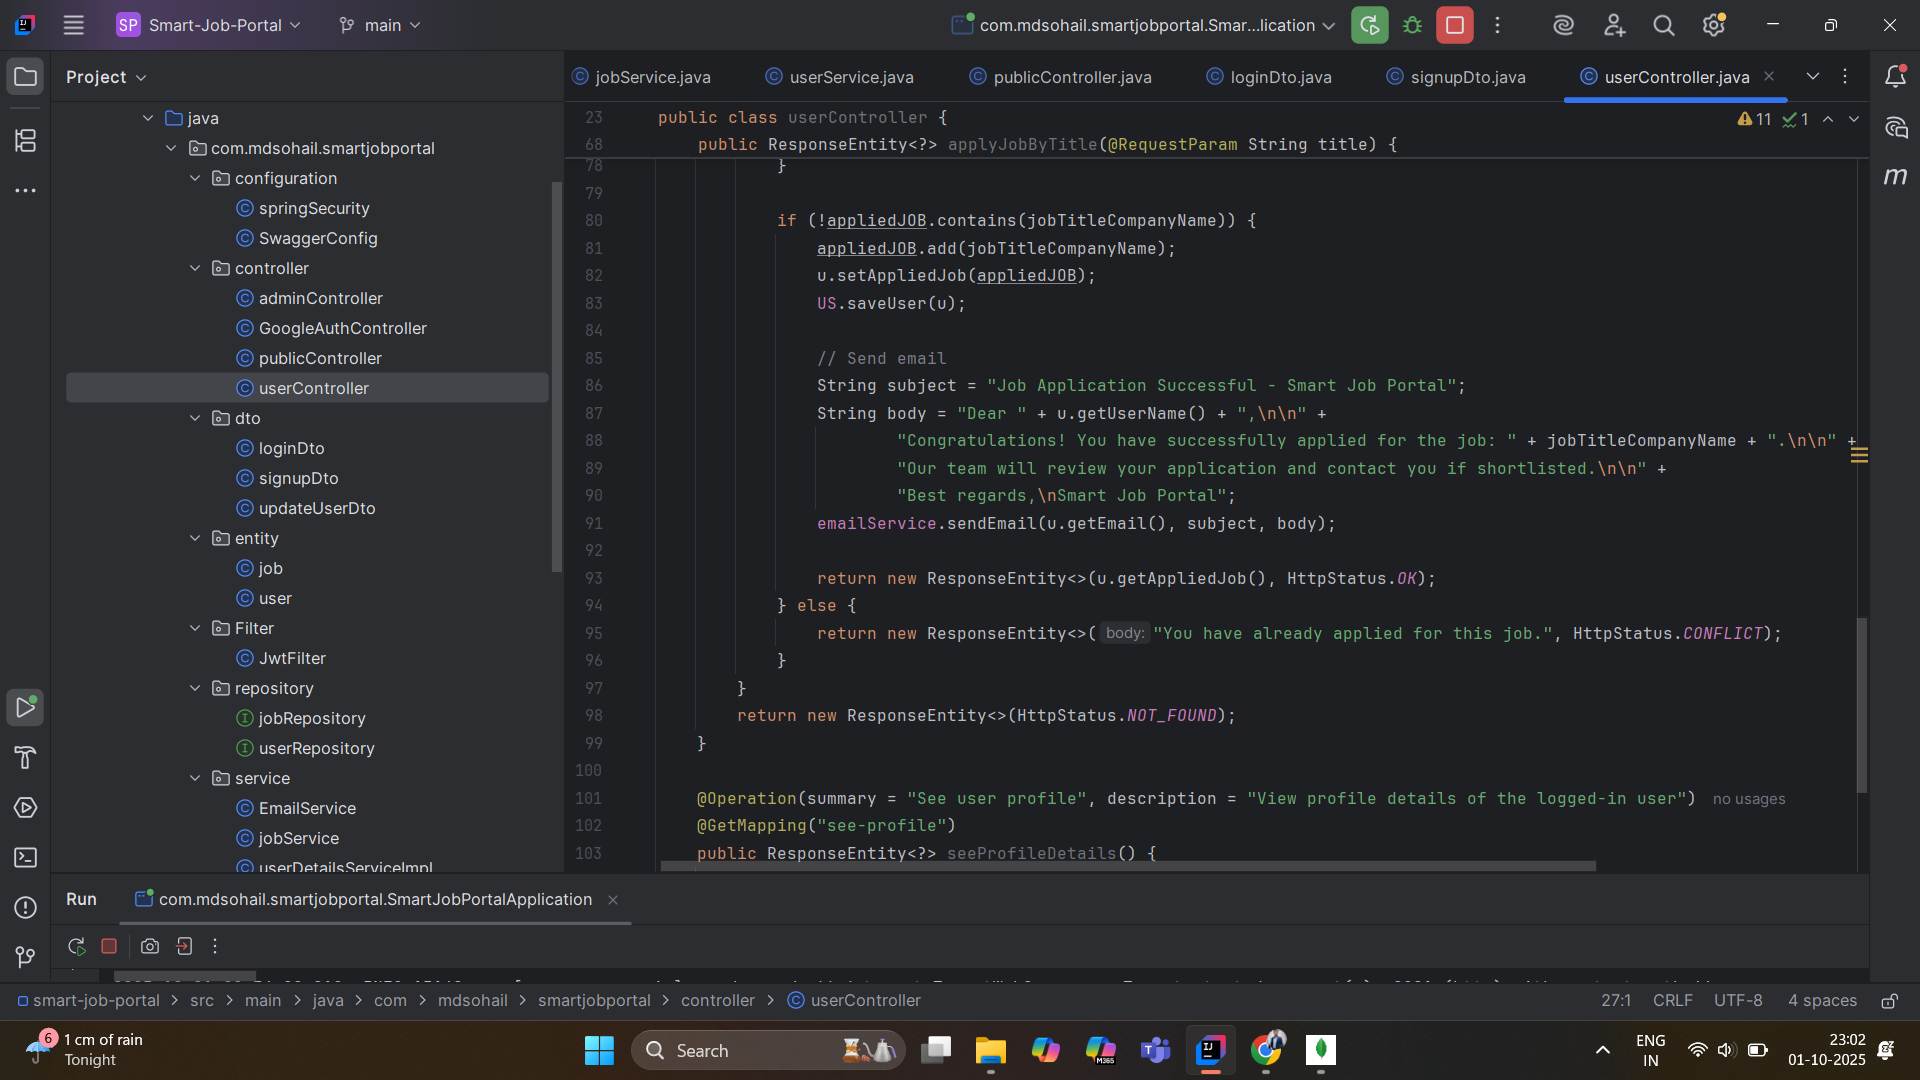 SP Smart-Job-Portal main com.mdsohail.smartjobportal.Smar...lication
Project
jobService.java userService.java publicController.java loginDto.java signupDto.java userController.java
java
com.mdsohail.smartjobportal
configuration
springSecurity
SwaggerConfig
controller
adminController
GoogleAuthController
publicController
userController
dto
loginDto
signupDto
updateUserDto
entity
job
user
Filter
JwtFilter
repository
jobRepository
userRepository
service
EmailService
jobService
userDetailsServiceImpl
23 public class userController {
11 1
68 public ResponseEntity<?> applyJobByTitle(@RequestParam String title) {
78 }
79
80 if (!appliedJOB.contains(jobTitleCompanyName)) {
81 appliedJOB.add(jobTitleCompanyName);
82 u.setAppliedJob(appliedJOB);
83 US.saveUser(u);
84
85 // Send email
86 String subject = "Job Application Successful - Smart Job Portal";
87 String body = "Dear " + u.getUserName() + ",\n\n" +
88 "Congratulations! You have successfully applied for the job: " + jobTitleCompanyName + ".\n\n" +
89 "Our team will review your application and contact you if shortlisted.\n\n" +
90 "Best regards,\nSmart Job Portal";
91 emailService.sendEmail(u.getEmail(), subject, body);
92
93 return new ResponseEntity<>(u.getAppliedJob(), HttpStatus.OK);
94 } else {
95 return new ResponseEntity<>( body: "You have already applied for this job.", HttpStatus.CONFLICT);
96 }
97 }
98 return new ResponseEntity<>(HttpStatus.NOT_FOUND);
99 }
100
101 @Operation(summary = "See user profile", description = "View profile details of the logged-in user") no usages
102 @GetMapping("see-profile")
103 public ResponseEntity<?> seeProfileDetails() {
m
Run com.mdsohail.smartjobportal.SmartJobPortalApplication
smart-job-portal > src > main > java > com > mdsohail > smartjobportal > controller > userController
27:1 CRLF UTF-8 4 spaces
6 1 cm of rain
Tonight
Search
M365
ENG
IN
23:02
01-10-2025